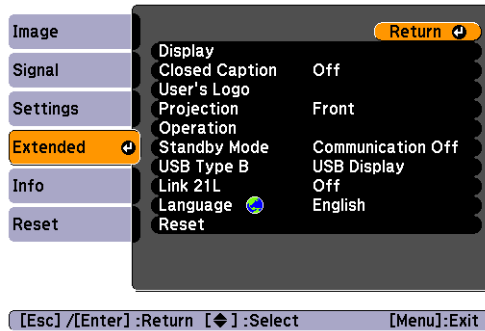 Image
Signal
Settings
Extended
Info
Reset
Return
Display
Closed Caption Off
User's Logo
Projection Front
Operation
Standby Mode Communication Off
USB Type B USB Display
Link 21L Off
Language English
Reset
[Esc] /[Enter] :Return [◆] :Select [Menu]:Exit